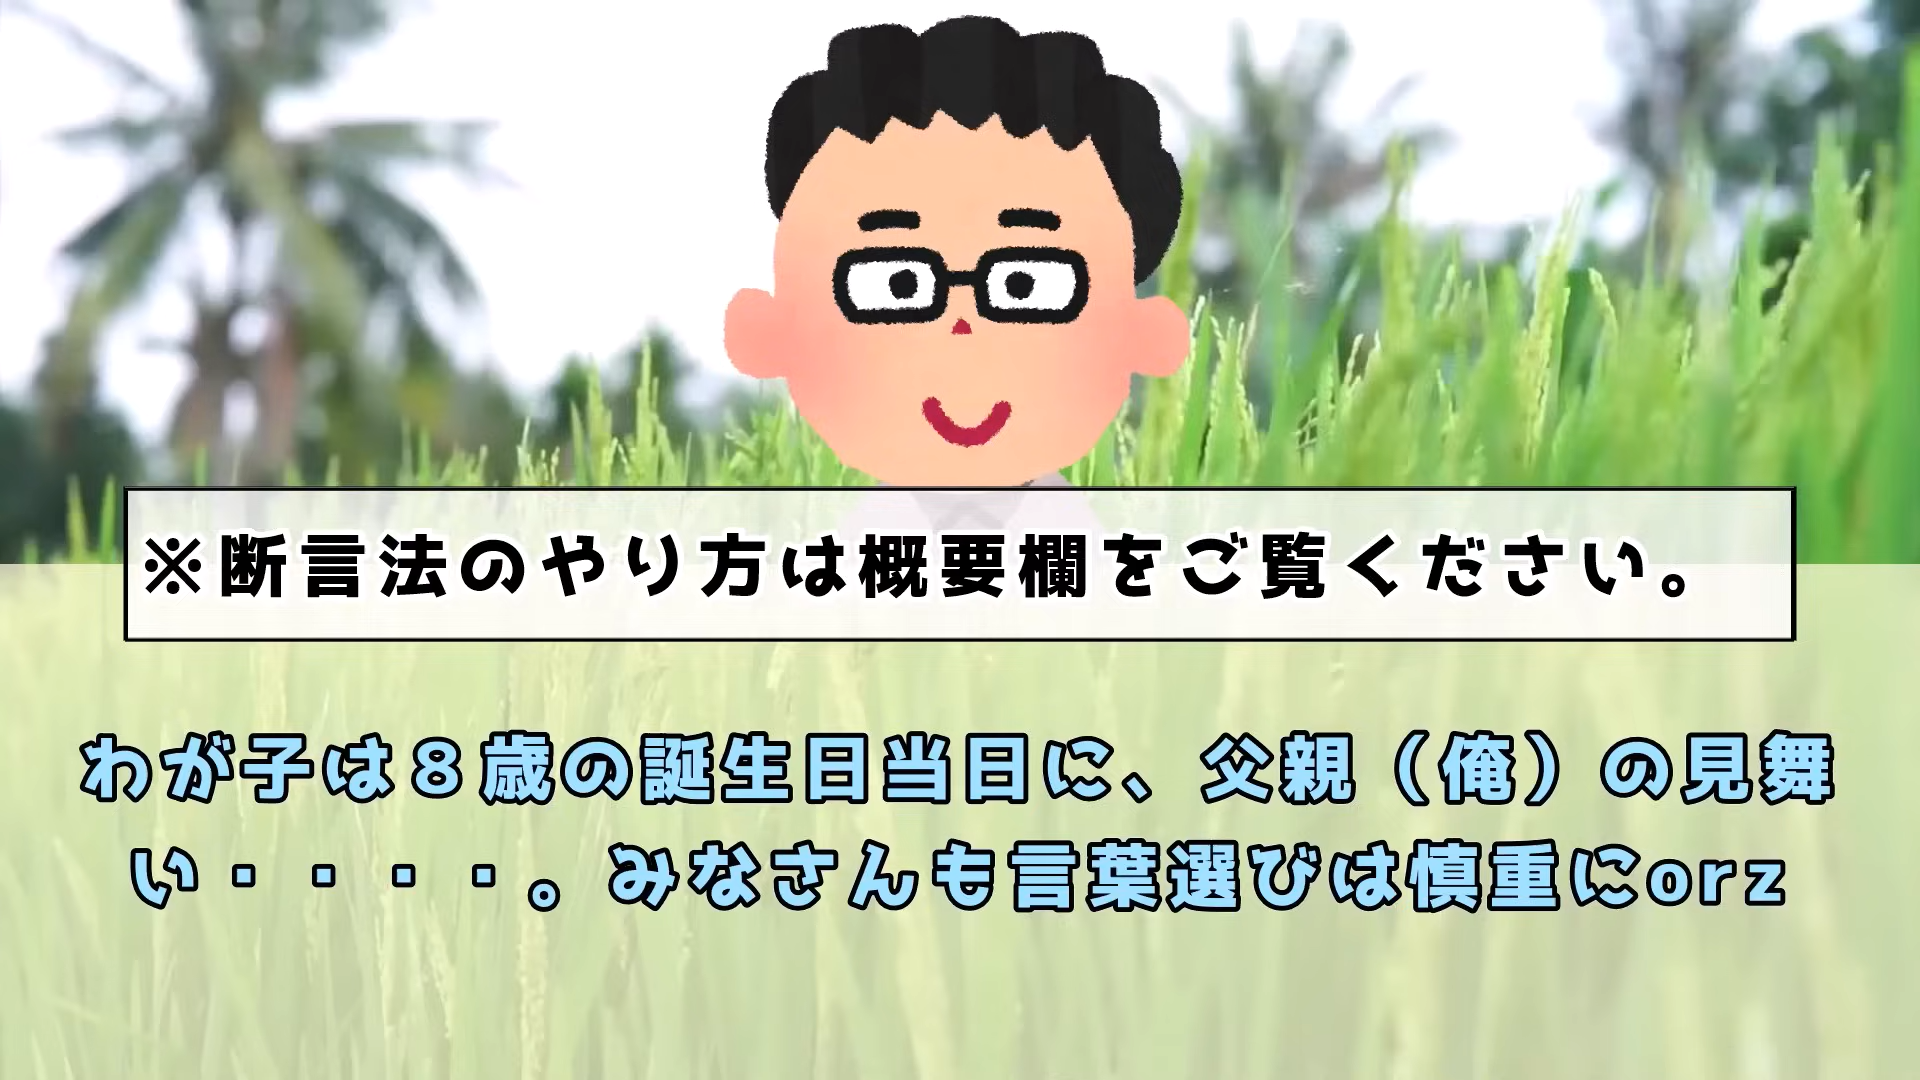 ※断言法のやり方は概要欄をご覧ください。
わが子は８歳の誕生日当日に、父親（俺）の見舞
い・・・・。みなさんも言葉選びは慎重にorz